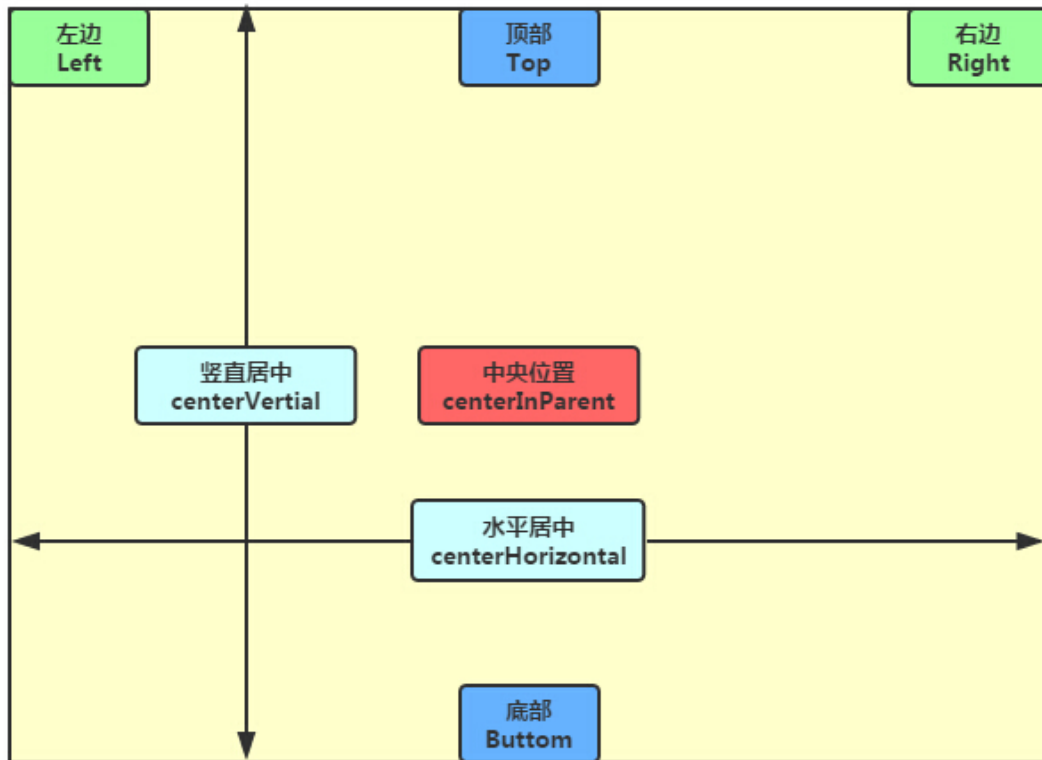 左边
Left
顶部
Top
右边
Right
竖直居中
centerVertial
中央位置
centerInParent
水平居中
centerHorizontal
底部
Buttom